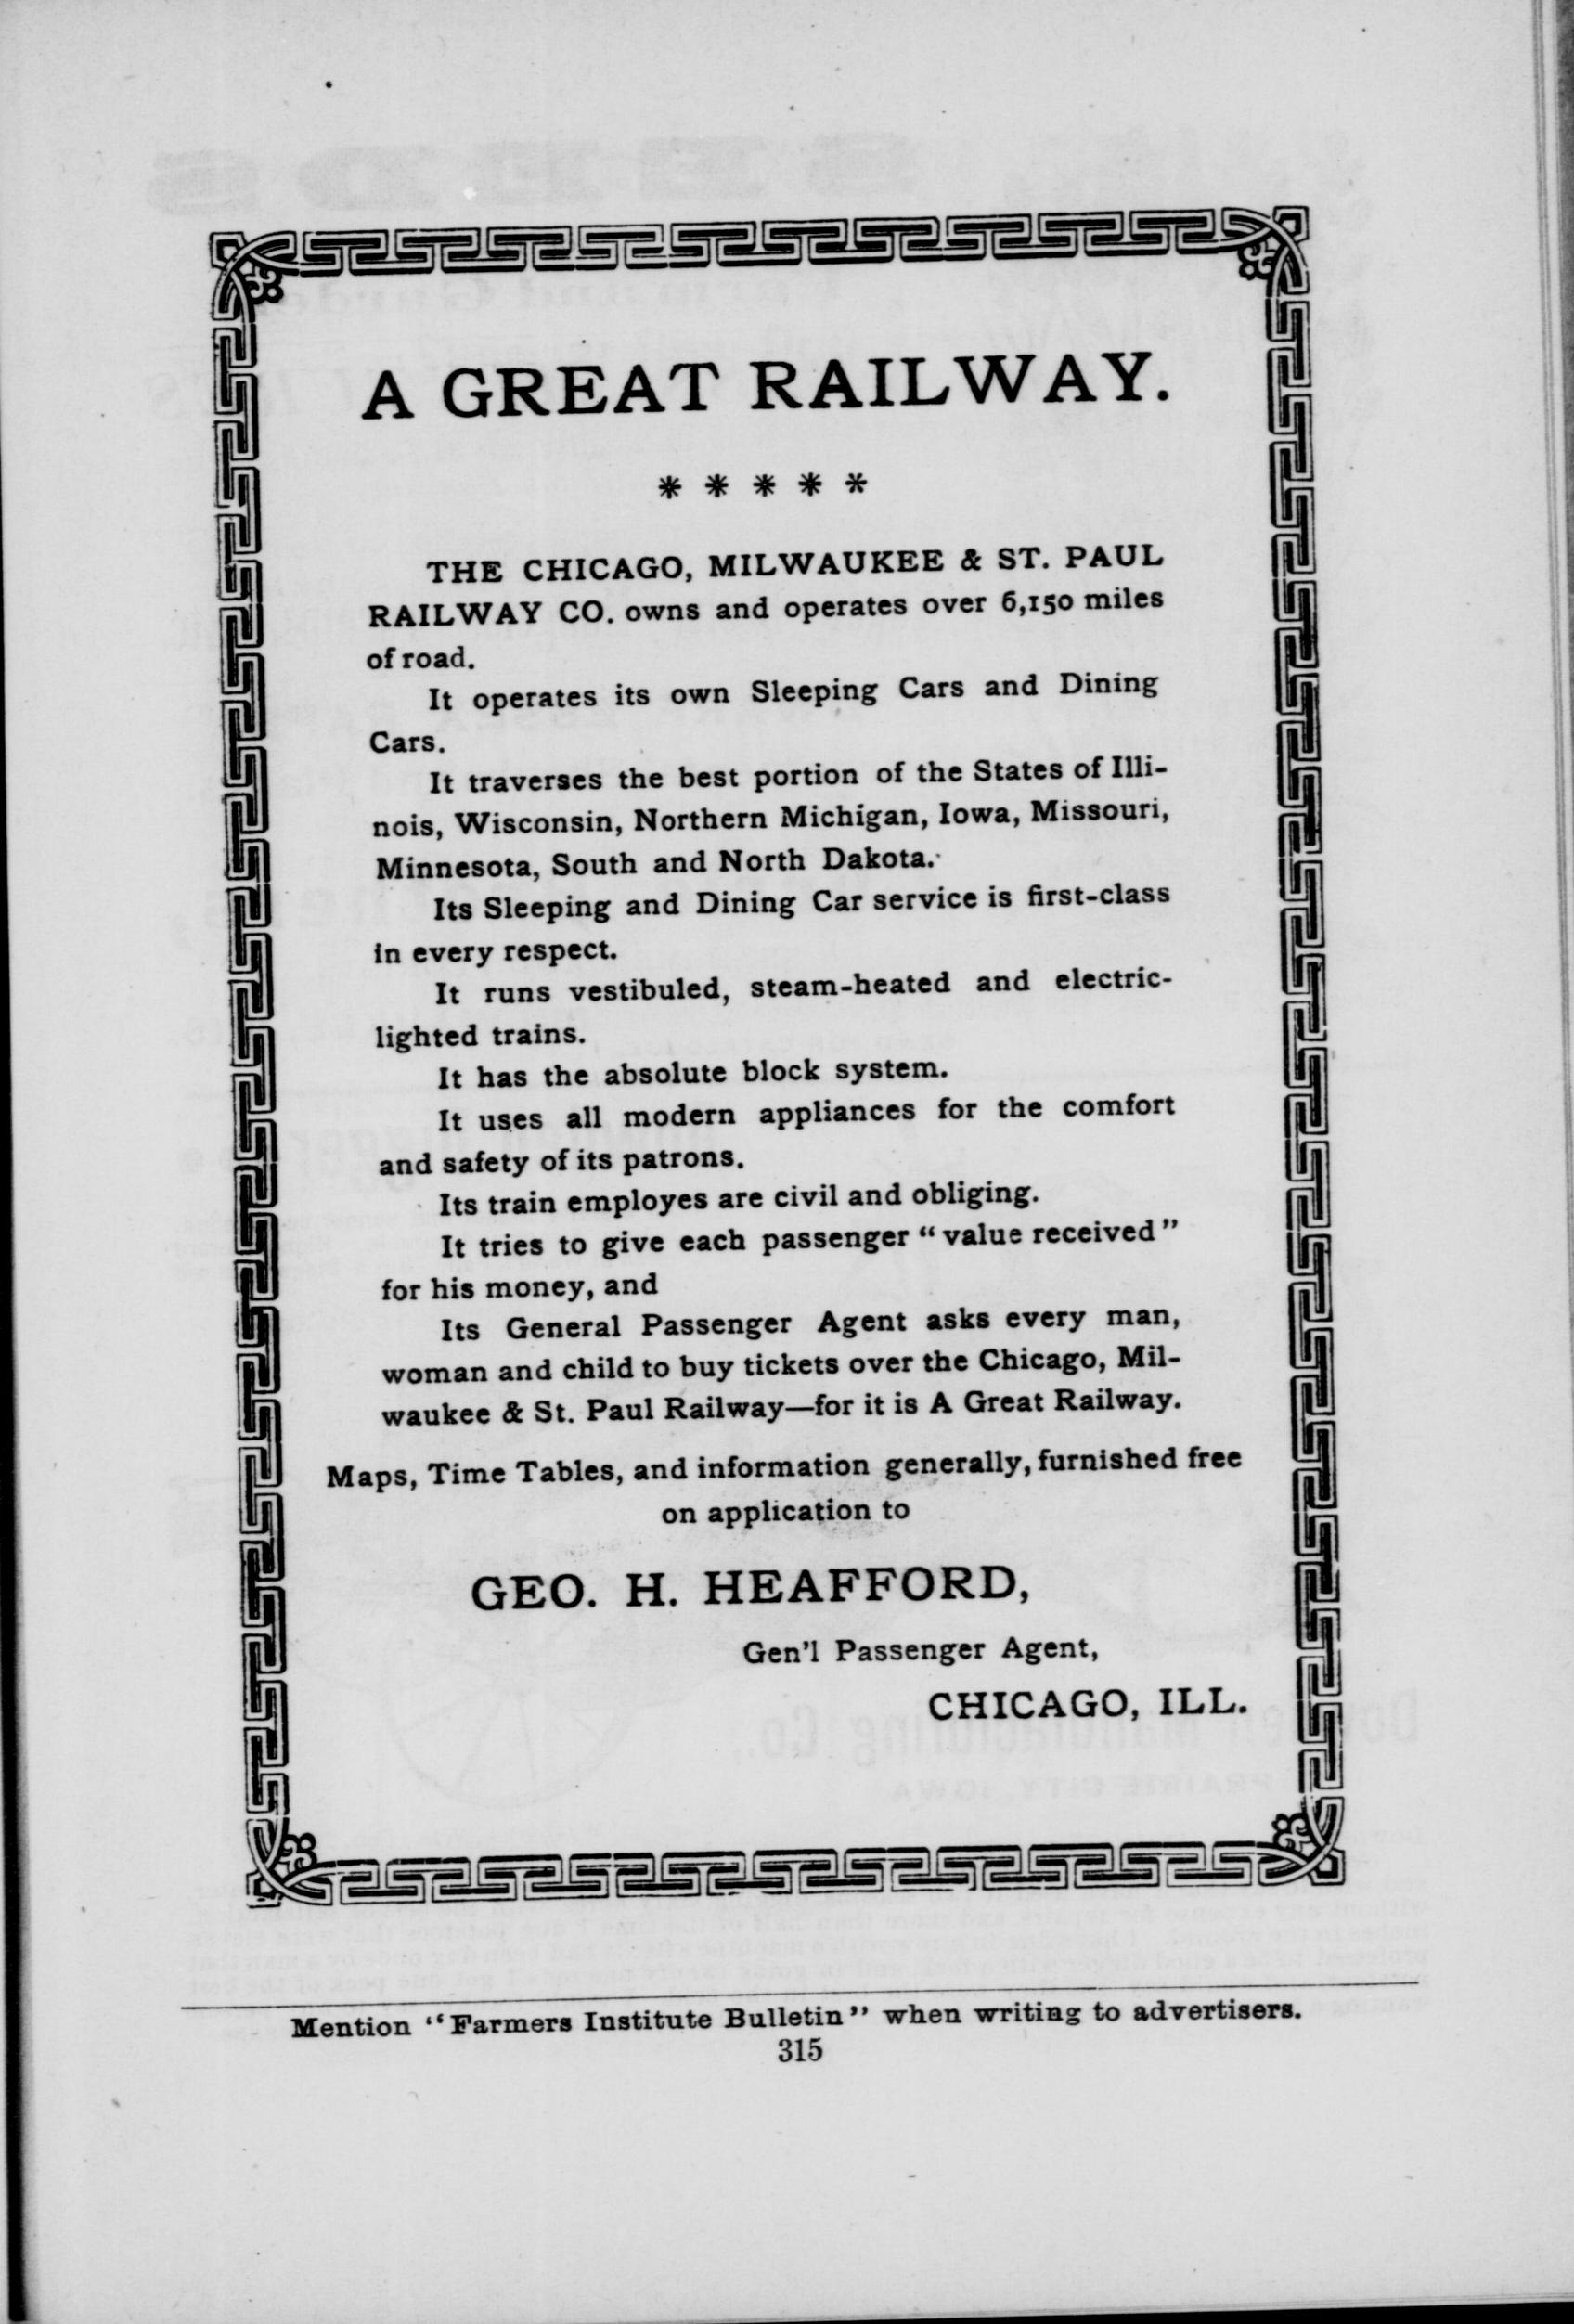 A GREAT RAILWAY.
* * * * *
THE CHICAGO, MILWAUKEE & ST. PAUL
RAILWAY CO. owns and operates over 6,150 miles
of road.
It operates its own Sleeping Cars and Dining
Cars.
It traverses the best portion of the States of Illi-
nois, Wisconsin, Northern Michigan, Iowa, Missouri,
Minnesota, South and North Dakota.
Its Sleeping and Dining Car service is first-class
in every respect.
It runs vestibuled, steam-heated and electric-
lighted trains.
It has the absolute block system.
It uses all modern appliances for the comfort
and safety of its patrons.
Its train employes are civil and obliging.
It tries to give each passenger “value received”
for his money, and
Its General Passenger Agent asks every man,
woman and child to buy tickets over the Chicago, Mil-
waukee & St. Paul Railway—for it is A Great Railway.
Maps, Time Tables, and information generally, furnished free
on application to
GEO. H. HEAFFORD,
Gen'l Passenger Agent,
CHICAGO, ILL.
Mention “Farmers Institute Bulletin” when writing to advertisers.
315